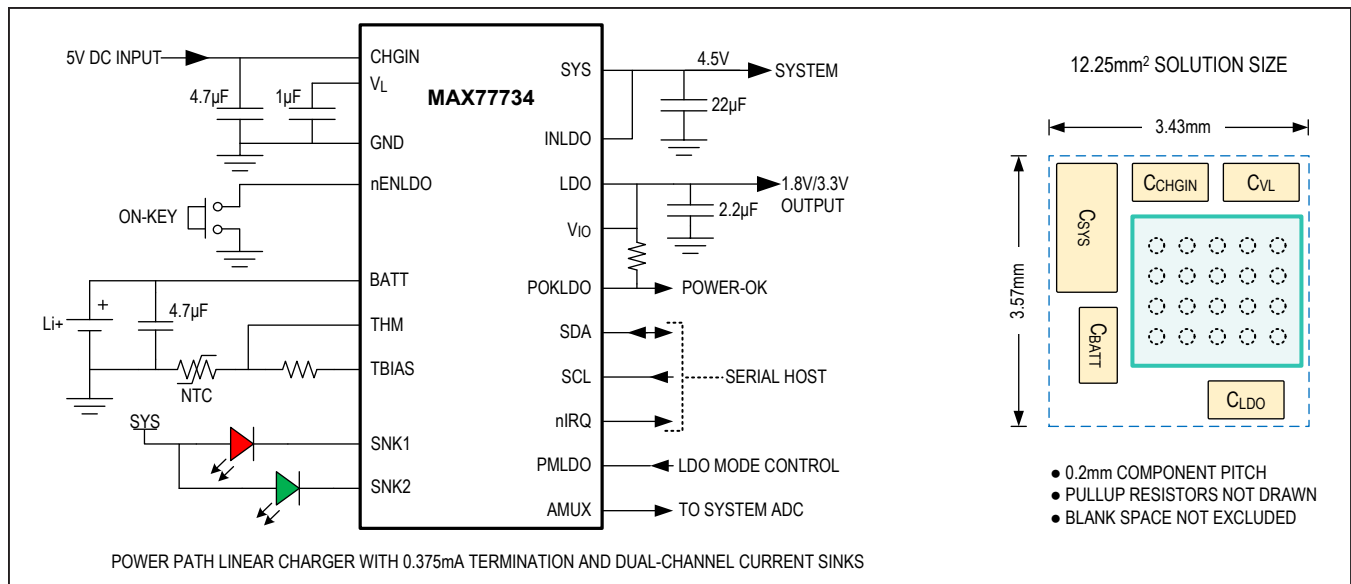 5V DC INPUT
CHGIN
VL
4.7µF
1µF
GND
nENLDO
ON-KEY
BATT
+
Li+
4.7µF
THM
TBIAS
NTC
SYS
SNK1
SNK2
MAX77734
SYS
4.5V
SYSTEM
22µF
INLDO
LDO
1.8V/3.3V
OUTPUT
2.2µF
VIO
POKLDO
POWER-OK
SDA
SCL
SERIAL HOST
nIRQ
PMLDO
LDO MODE CONTROL
AMUX
TO SYSTEM ADC
POWER PATH LINEAR CHARGER WITH 0.375mA TERMINATION AND DUAL-CHANNEL CURRENT SINKS
12.25mm² SOLUTION SIZE
3.43mm
3.57mm
CSYS
CCHGIN
CVL
CBATT
CLDO
● 0.2mm COMPONENT PITCH
● PULLUP RESISTORS NOT DRAWN
● BLANK SPACE NOT EXCLUDED